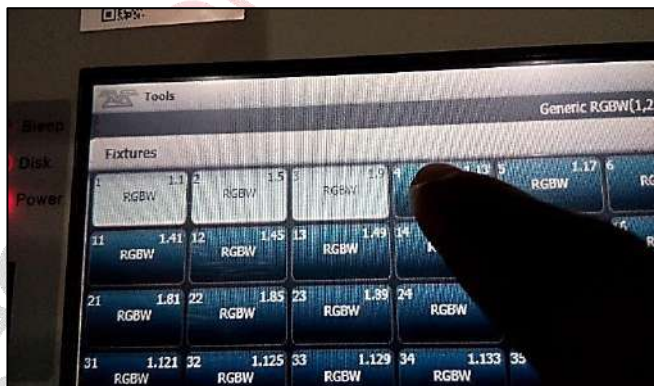 Tools
Generic RGBW(1,2
Sleep
Disk
Power
Fixtures
1 1.1 2 1.5 3 1.9 4 1.13 5 1.17 6
RGBW RGBW RGBW RGBW RG
11 1.41 12 1.45 13 1.49 14
RGBW RGBW RGBW
21 1.81 22 1.85 23 1.89 24
RGBW RGBW RGBW RGBW
31 1.121 32 1.125 33 1.129 34 1.133 35
RGBW RGBW RGBW RGBW